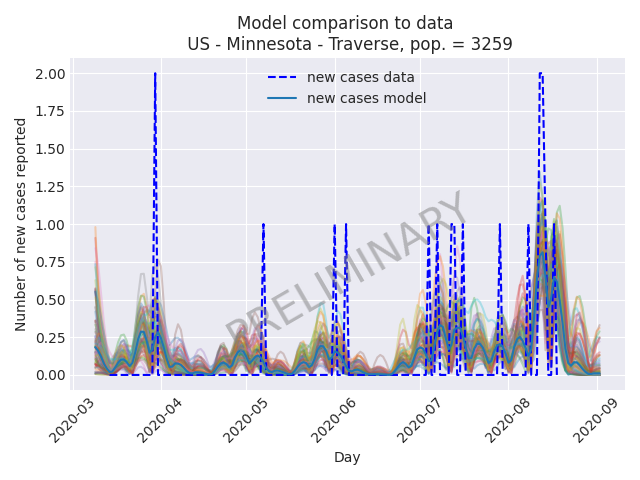 Model comparison to data
US - Minnesota - Traverse, pop. = 3259
new cases data
new cases model
Number of new cases reported
2.00
1.75
1.50
1.25
1.00
0.75
0.50
0.25
0.00
PRELIMINARY
2020-03
2020-04
2020-05
2020-06
2020-07
2020-08
2020-09
Day